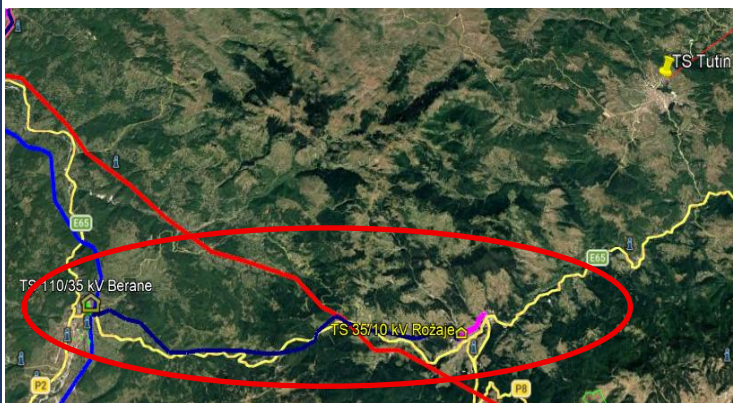 TS Tutin
E65
E65
TS 110/35 kV Berane
TS 35/10 kV Rožaje
P2
P8